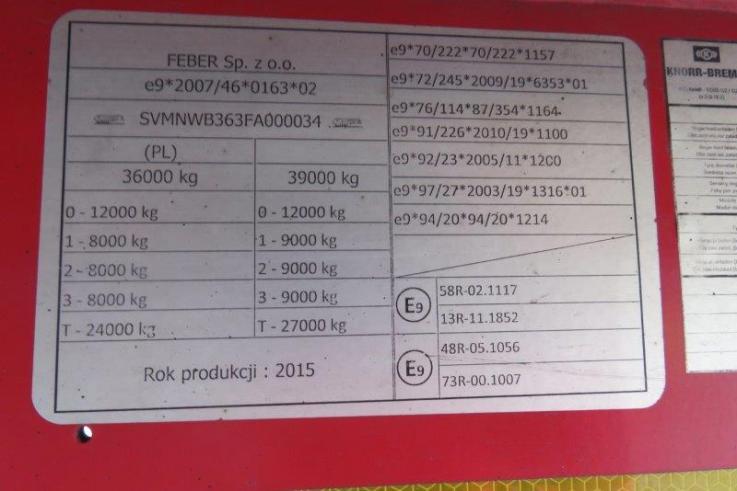 FEBER Sp. z o.o.
e9*2007/46*0163*02
SVMNWB363FA000034
(PL)
36000 kg 39000 kg
0 - 12000 kg 0 - 12000 kg
1 - 8000 kg 1 - 9000 kg
2 - 8000 kg 2 - 9000 kg
3 - 8000 kg 3 - 9000 kg
T - 24000 kg T - 27000 kg
Rok produkcji : 2015
e9*70/222*70/222*1157
e9*72/245*2009/19*6353*01
e9*76/114*87/354*1164
e9*91/226*2010/19*1100
e9*92/23*2005/11*1200
e9*97/27*2003/19*1316*01
e9*94/20*94/20*1214
E9
58R-02.1117
13R-11.1852
E9
48R-05.1056
73R-00.1007
KNORR-BREM